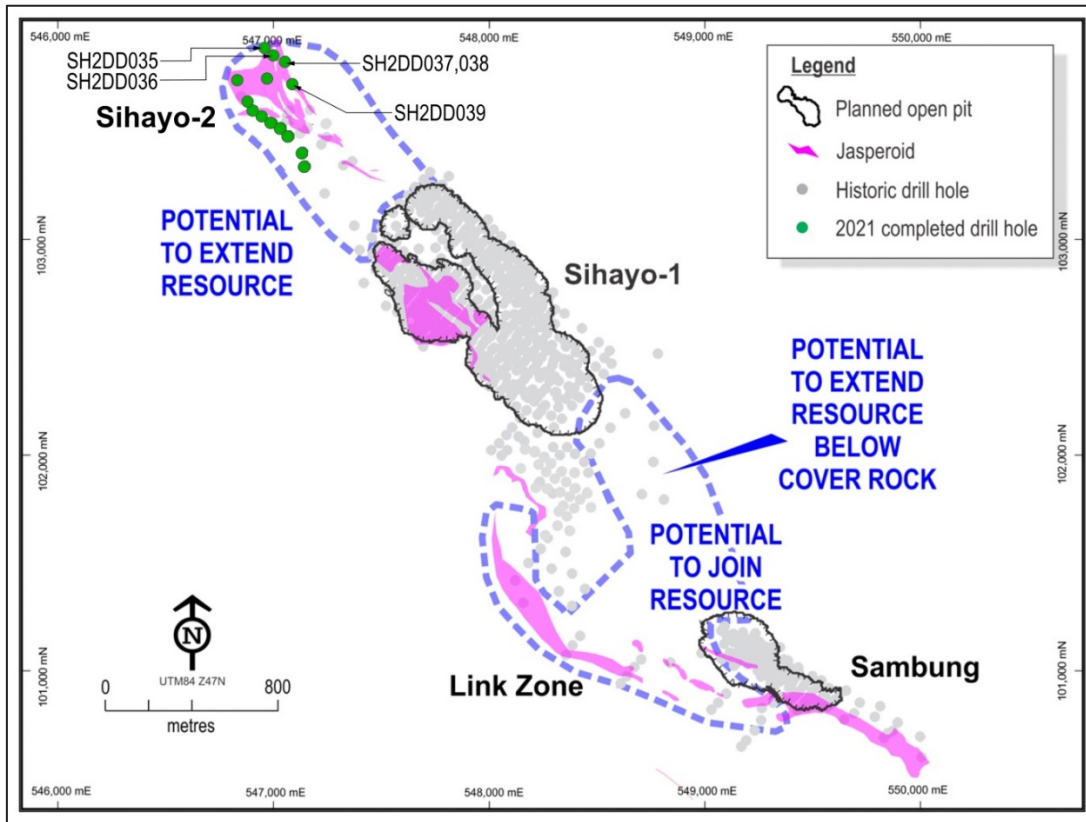 546,000 mE
547,000 mE
548,000 mE
549,000 mE
550,000 mE
SH2DD035
SH2DD036
SH2DD037,038
SH2DD039
Sihayo-2
Legend
Planned open pit
Jasperoid
Historic drill hole
2021 completed drill hole
103,000 mN
103,000 mN
POTENTIAL
TO EXTEND
RESOURCE
Sihayo-1
POTENTIAL
TO EXTEND
RESOURCE
BELOW
COVER ROCK
102,000 mN
102,000 mN
POTENTIAL
TO JOIN
RESOURCE
N
UTM84 Z47N
0
800
metres
Link Zone
Sambung
101,000 mN
101,000 mN
546,000 mE
547,000 mE
548,000 mE
549,000 mE
550,000 mE